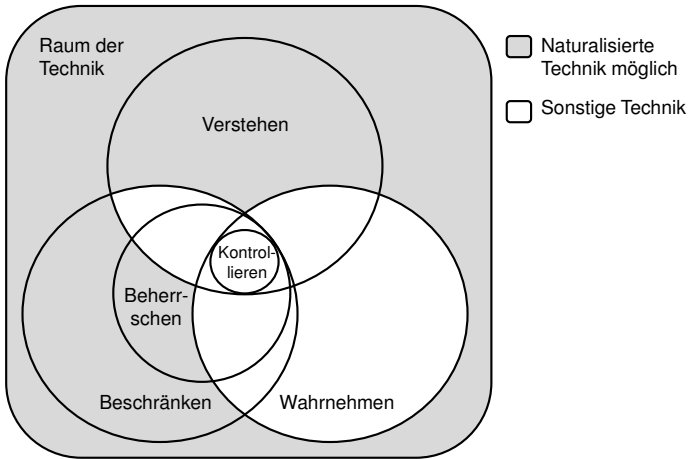 Raum der
Technik
Verstehen
Kontrol-
lieren
Beherr-
schen
Beschränken
Wahrnehmen
Naturalisierte
Technik möglich
Sonstige Technik